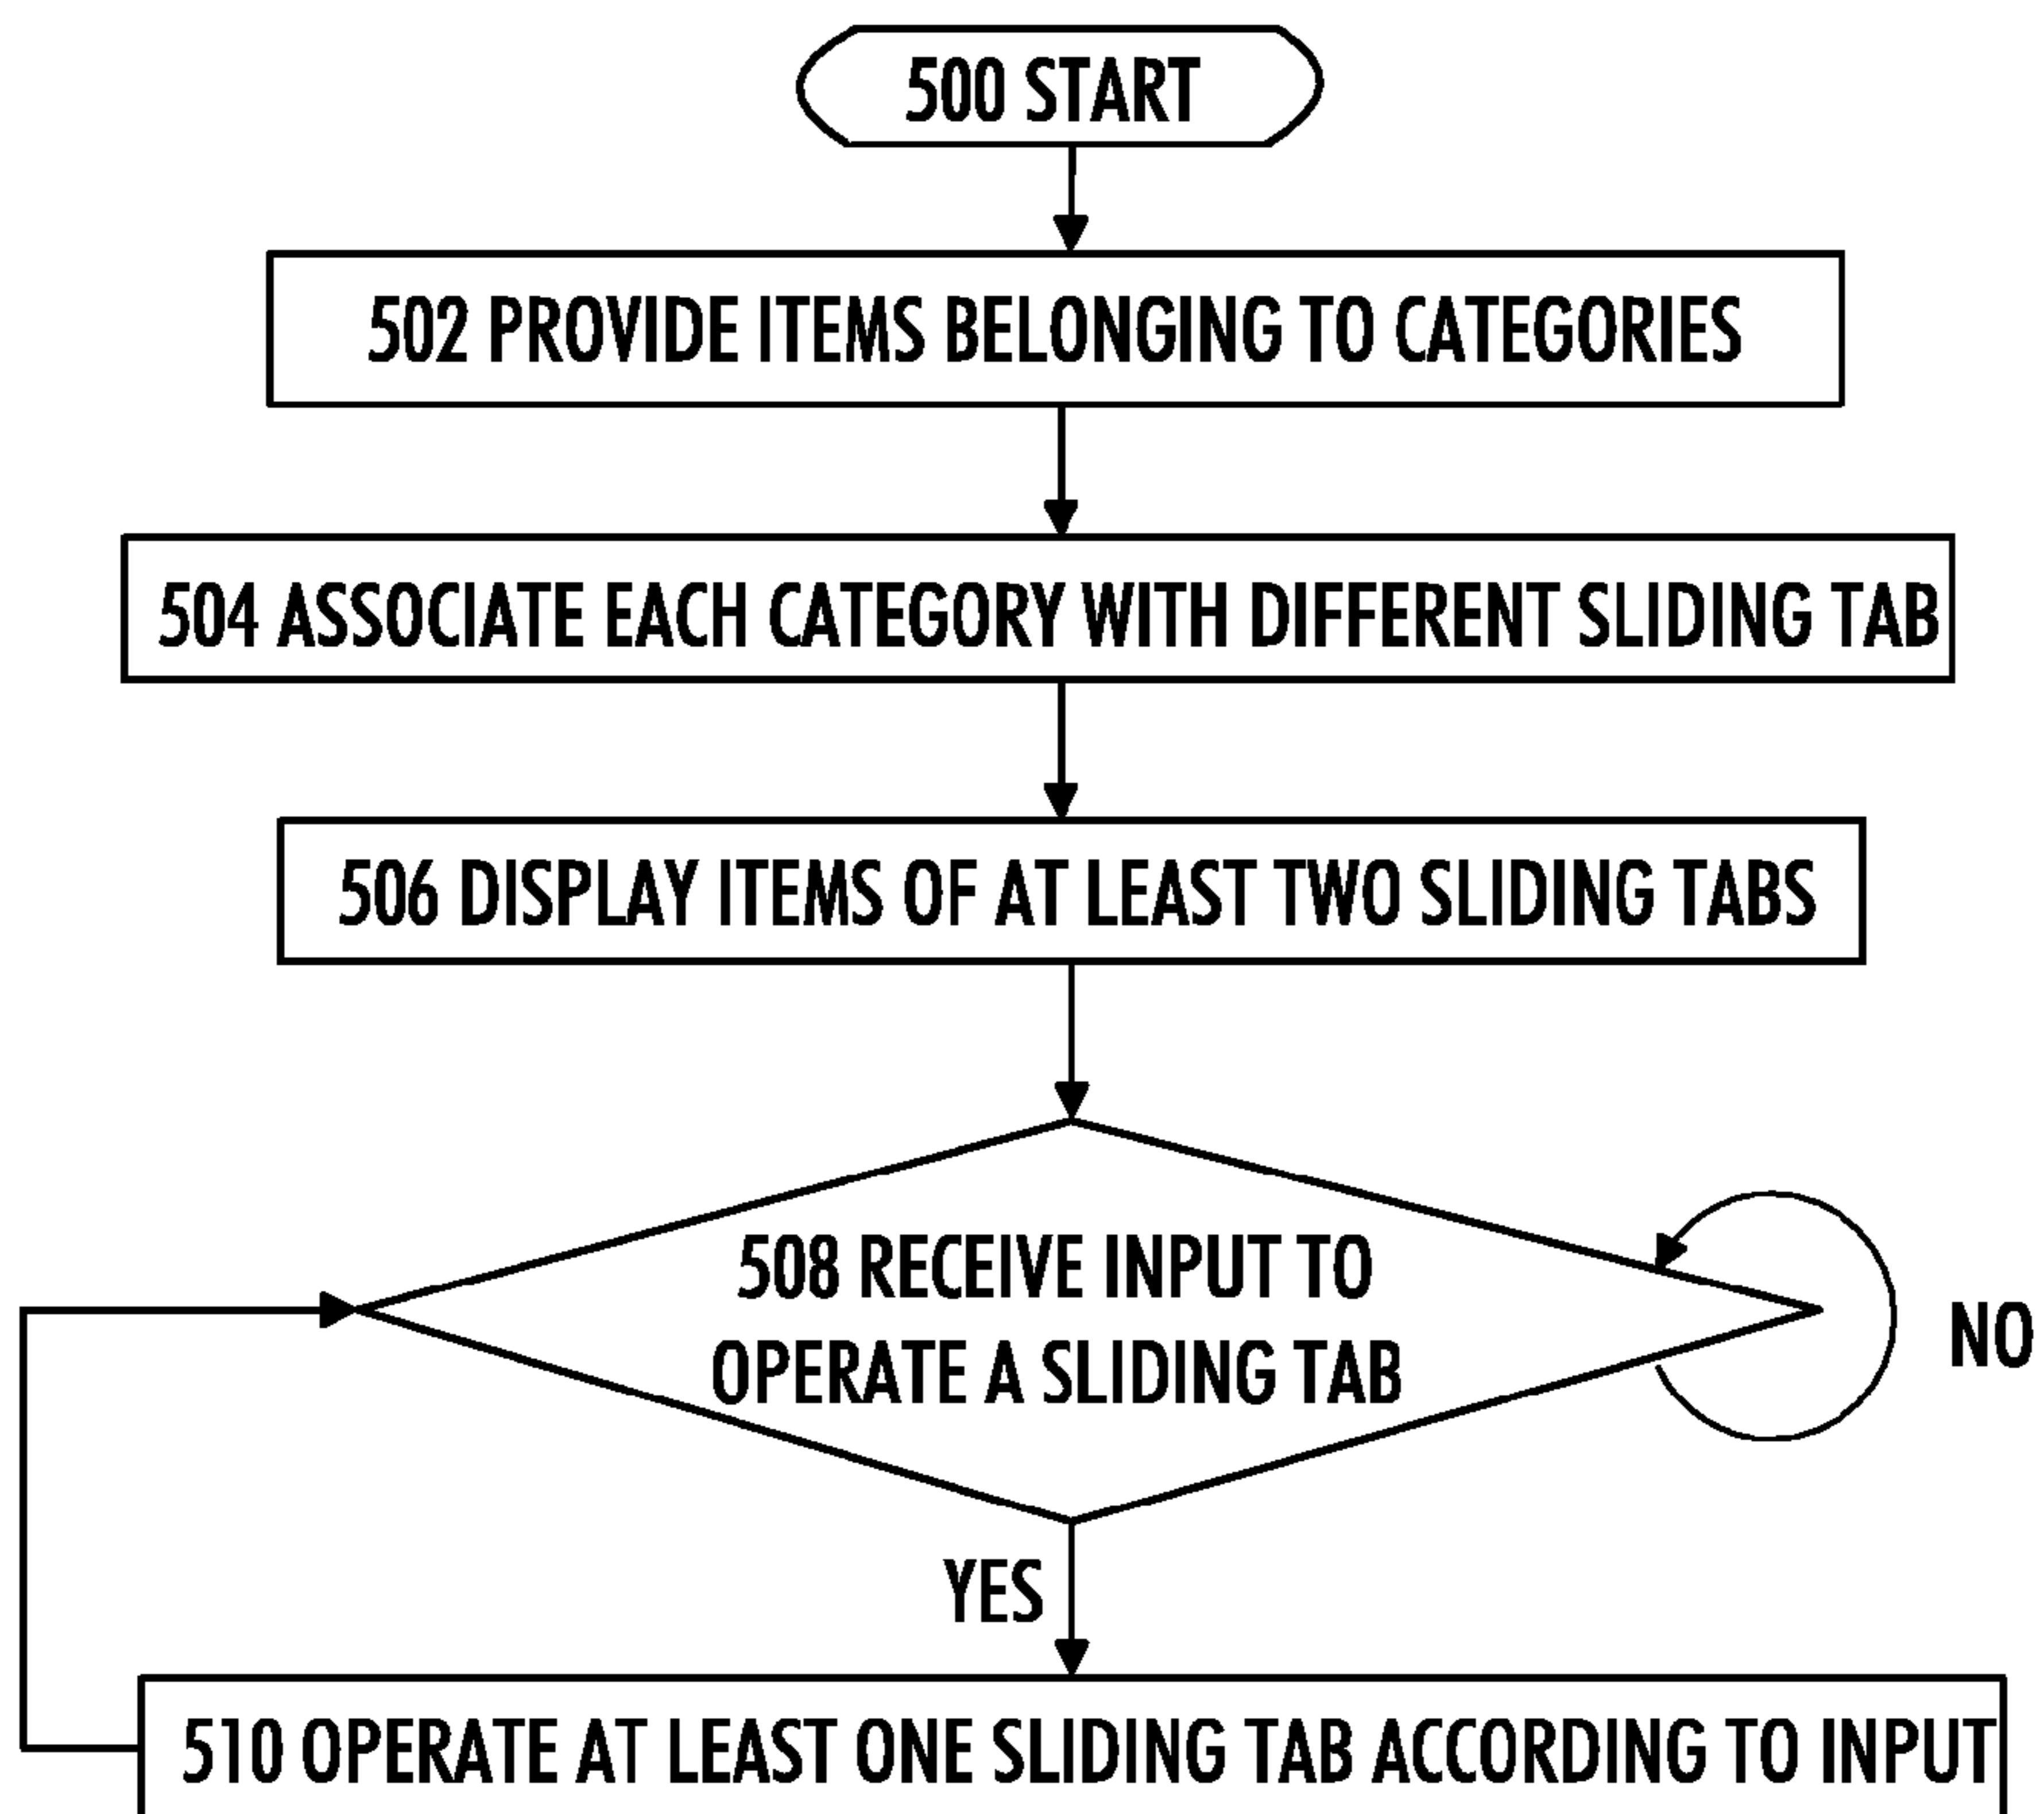 500 START
502 PROVIDE ITEMS BELONGING TO CATEGORIES
504 ASSOCIATE EACH CATEGORY WITH DIFFERENT SLIDING TAB
506 DISPLAY ITEMS OF AT LEAST TWO SLIDING TABS
508 RECEIVE INPUT TO
OPERATE A SLIDING TAB
NO
YES
510 OPERATE AT LEAST ONE SLIDING TAB ACCORDING TO INPUT